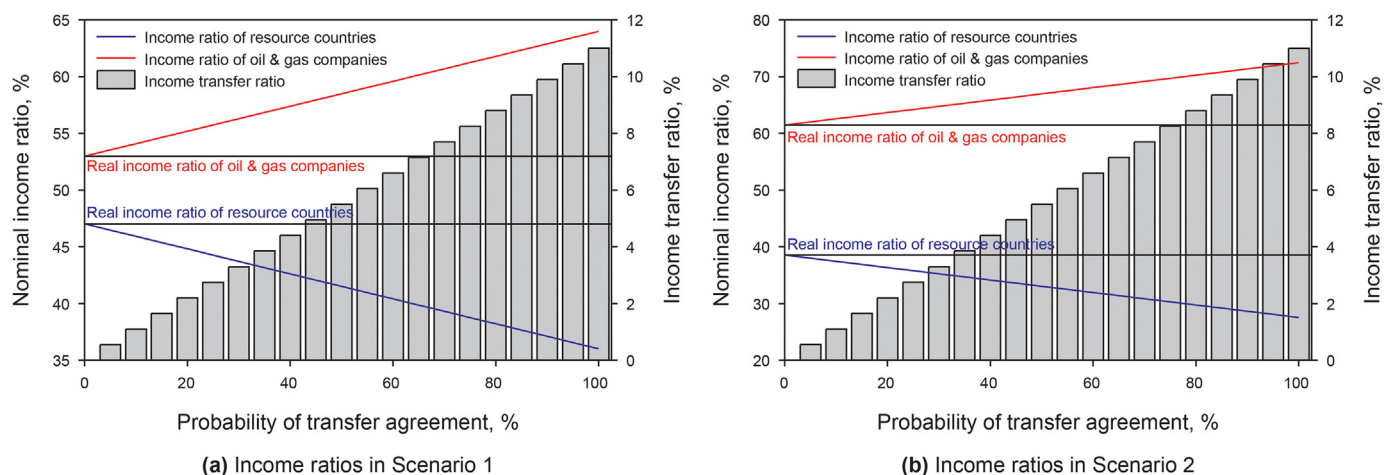 65
60
55
50
45
40
35
Nominal income ratio, %
Income ratio of resource countries
Income ratio of oil & gas companies
Income transfer ratio
Real income ratio of oil & gas companies
Real income ratio of resource countries
12
10
8
6
4
2
0
Income transfer ratio, %
0 20 40 60 80 100
Probability of transfer agreement, %
(a) Income ratios in Scenario 1
80
70
60
50
40
30
20
Nominal income ratio, %
Income ratio of resource countries
Income ratio of oil & gas companies
Income transfer ratio
Real income ratio of oil & gas companies
Real income ratio of resource countries
12
10
8
6
4
2
0
Income transfer ratio, %
0 20 40 60 80 100
Probability of transfer agreement, %
(b) Income ratios in Scenario 2